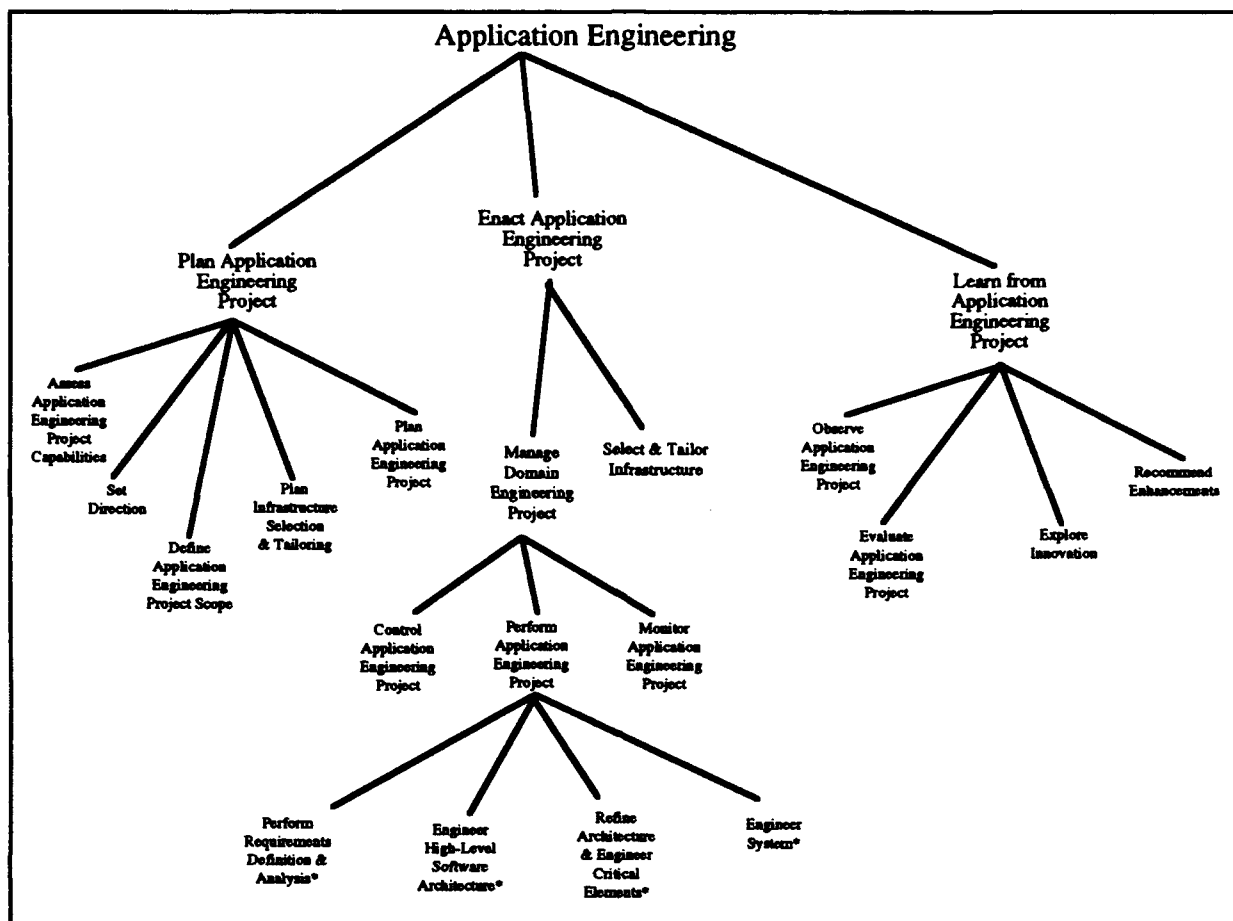 Application Engineering
Plan Application
Engineering
Project
Enact Application
Engineering
Project
Learn from
Application
Engineering
Project
Assess
Application
Engineering
Project
Capabilities
Set
Direction
Define
Application
Engineering
Project Scope
Plan
Infrastructure
Selection
& Tailoring
Plan
Application
Engineering
Project
Manage
Domain
Engineering
Project
Select & Tailor
Infrastructure
Observe
Application
Engineering
Project
Evaluate
Application
Engineering
Project
Explore
Innovation
Recommend
Enhancements
Control
Application
Engineering
Project
Perform
Application
Engineering
Project
Monitor
Application
Engineering
Project
Perform
Requirements
Definition &
Analysis*
Engineer
High-Level
Software
Architecture*
Refine
Architecture
& Engineer
Critical
Elements*
Engineer
System*